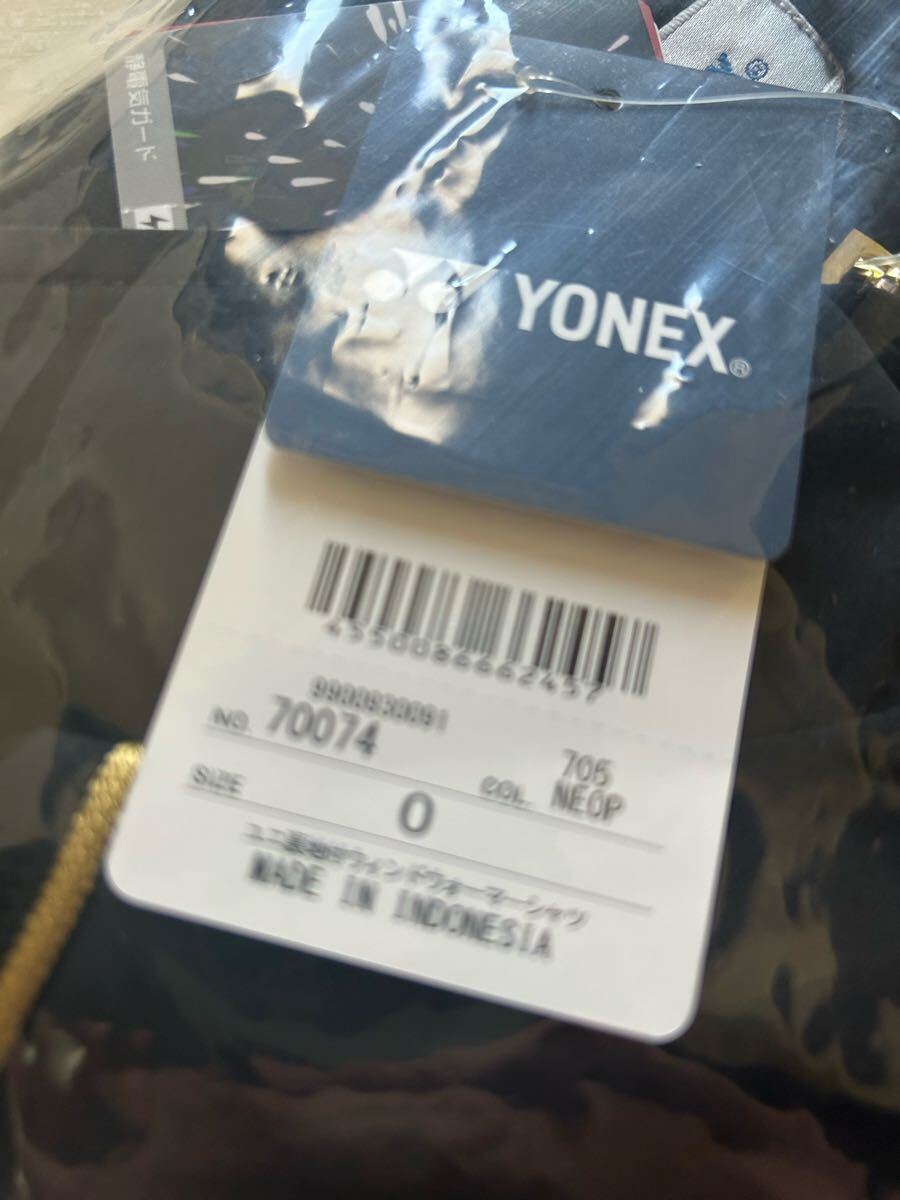 静電気ガード
YONEX®
4550086662457
9900930091
NO. 70074
COL. 705 NEOP
SIZE 0
ユニ裏地付ウィンドウォーマーシャツ
MADE IN INDONESIA